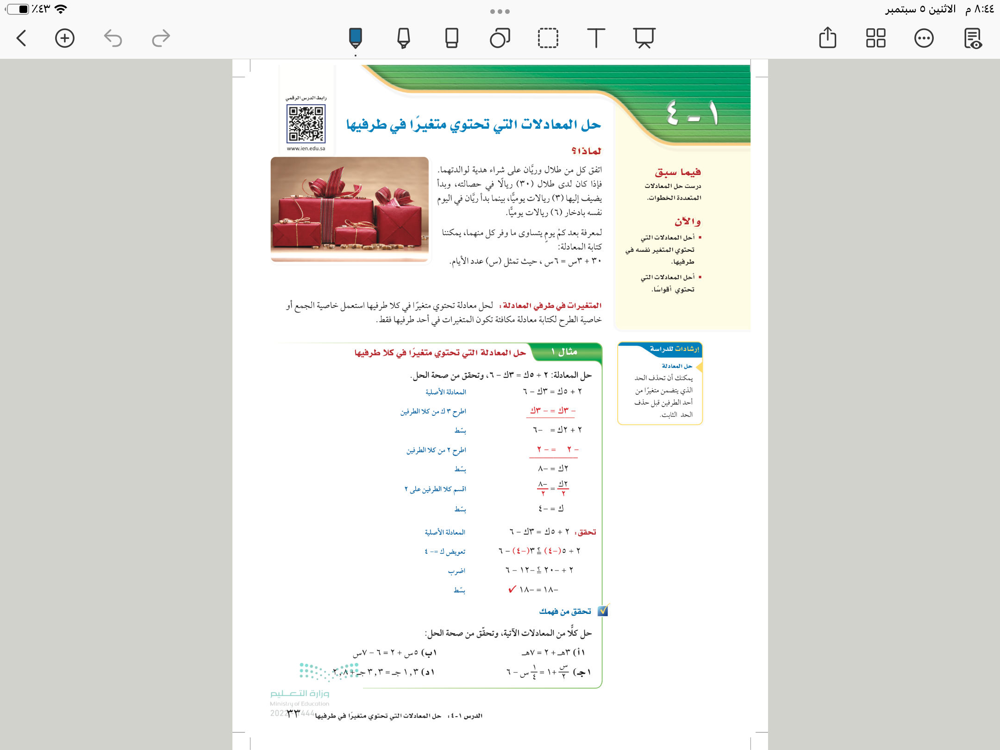 ٨:٤٤ م الاثنين ٥ سبتمبر
٪٤٣
١-٤
رابط الدرس الرقمي
www.ien.edu.sa
حل المعادلات التي تحتوي متغيرًا في طرفيها
فيما سبق
درست حل المعادلات
المتعددة الخطوات.
والآن
▪ أحل المعادلات التي
تحتوي المتغير نفسه في
طرفيها.
▪ أحل المعادلات التي
تحتوي أقواسًا.
لماذا؟
اتفق كل من طلال وريَّان على شراء هدية لوالدتهما.
فإذا كان لدى طلال (٣٠) ريالًا في حصالته، وبدأ
يضيف إليها (٣) ريالات يوميًّا، بينما بدأ ريَّان في اليوم
نفسه بادخار (٦) ريالات يوميًّا.
لمعرفة بعد كمْ يومٍ يتساوى ما وفر كل منهما، يمكننا
كتابة المعادلة:
٣٠ + ٣س = ٦س ، حيث تمثل (س) عدد الأيام.
المتغيرات في طرفي المعادلة: لحل معادلة تحتوي متغيرًا في كلا طرفيها استعمل خاصية الجمع أو
خاصية الطرح لكتابة معادلة مكافئة تكون المتغيرات في أحد طرفيها فقط.
إرشادات للدراسة
حل المعادلة
يمكنك أن تحذف الحد
الذي يتضمن متغيرًا من
أحد الطرفين قبل حذف
الحد الثابت.
مثال ١ حل المعادلة التي تحتوي متغيرًا في كلا طرفيها
حل المعادلة: ٢ + ٥ك = ٣ك – ٦، وتحقق من صحة الحل.
٢ + ٥ك = ٣ك – ٦ المعادلة الأصلية
– ٣ك = – ٣ك اطرح ٣ ك من كلا الطرفين
٢ + ٢ك = –٦ بسّط
– ٢ = – ٢ اطرح ٢ من كلا الطرفين
٢ك = –٨ بسّط
٢ك/٢ = –٨/٢ اقسم كلا الطرفين على ٢
ك = –٤ بسّط
تحقق: ٢ + ٥ك = ٣ك – ٦ المعادلة الأصلية
٢ + ٥(–٤) ≟ ٣(–٤) – ٦ تعويض ك =– ٤
٢ + –٢٠ ≟ –١٢ – ٦ اضرب
–١٨ = –١٨ ✓ بسّط
تحقق من فهمك
حل كلًّا من المعادلات الآتية، وتحقّق من صحة الحل:
١أ) ٣هـ + ٢ = ٧هـ ١ب) ٥س + ٢ = ٦ – ٧س
١جـ) س/٢ + ١ = ١/٤ س – ٦ ١د) ١,٣ جـ = ٣,٣ جـ + ٢,٨
وزارة التعليم
Ministry of Education
2022 - 1444
الدرس ١-٤: حل المعادلات التي تحتوي متغيرًا في طرفيها ٣٣